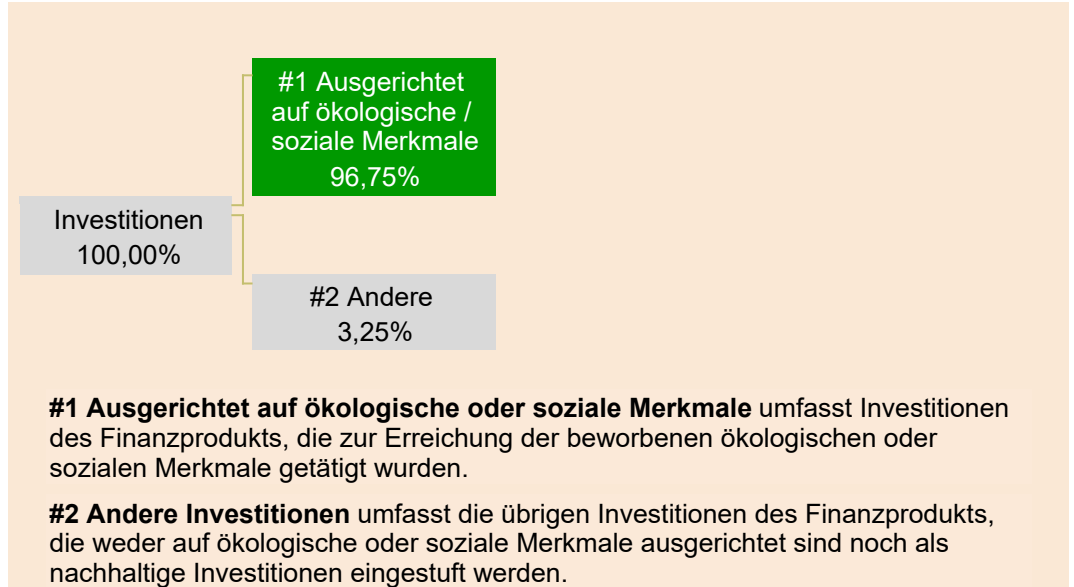 #1 Ausgerichtet
auf ökologische /
soziale Merkmale
96,75%
Investitionen
100,00%
#2 Andere
3,25%
#1 Ausgerichtet auf ökologische oder soziale Merkmale umfasst Investitionen
des Finanzprodukts, die zur Erreichung der beworbenen ökologischen oder
sozialen Merkmale getätigt wurden.
#2 Andere Investitionen umfasst die übrigen Investitionen des Finanzprodukts,
die weder auf ökologische oder soziale Merkmale ausgerichtet sind noch als
nachhaltige Investitionen eingestuft werden.